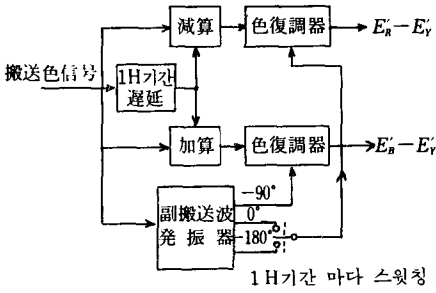 減算
色復調器
E′R−E′Y
搬送色信号
1H기간
遅延
加算
色復調器
E′B−E′Y
副搬送波
発振器
−90°
0°
−180°
1H기간 마다 스윗칭